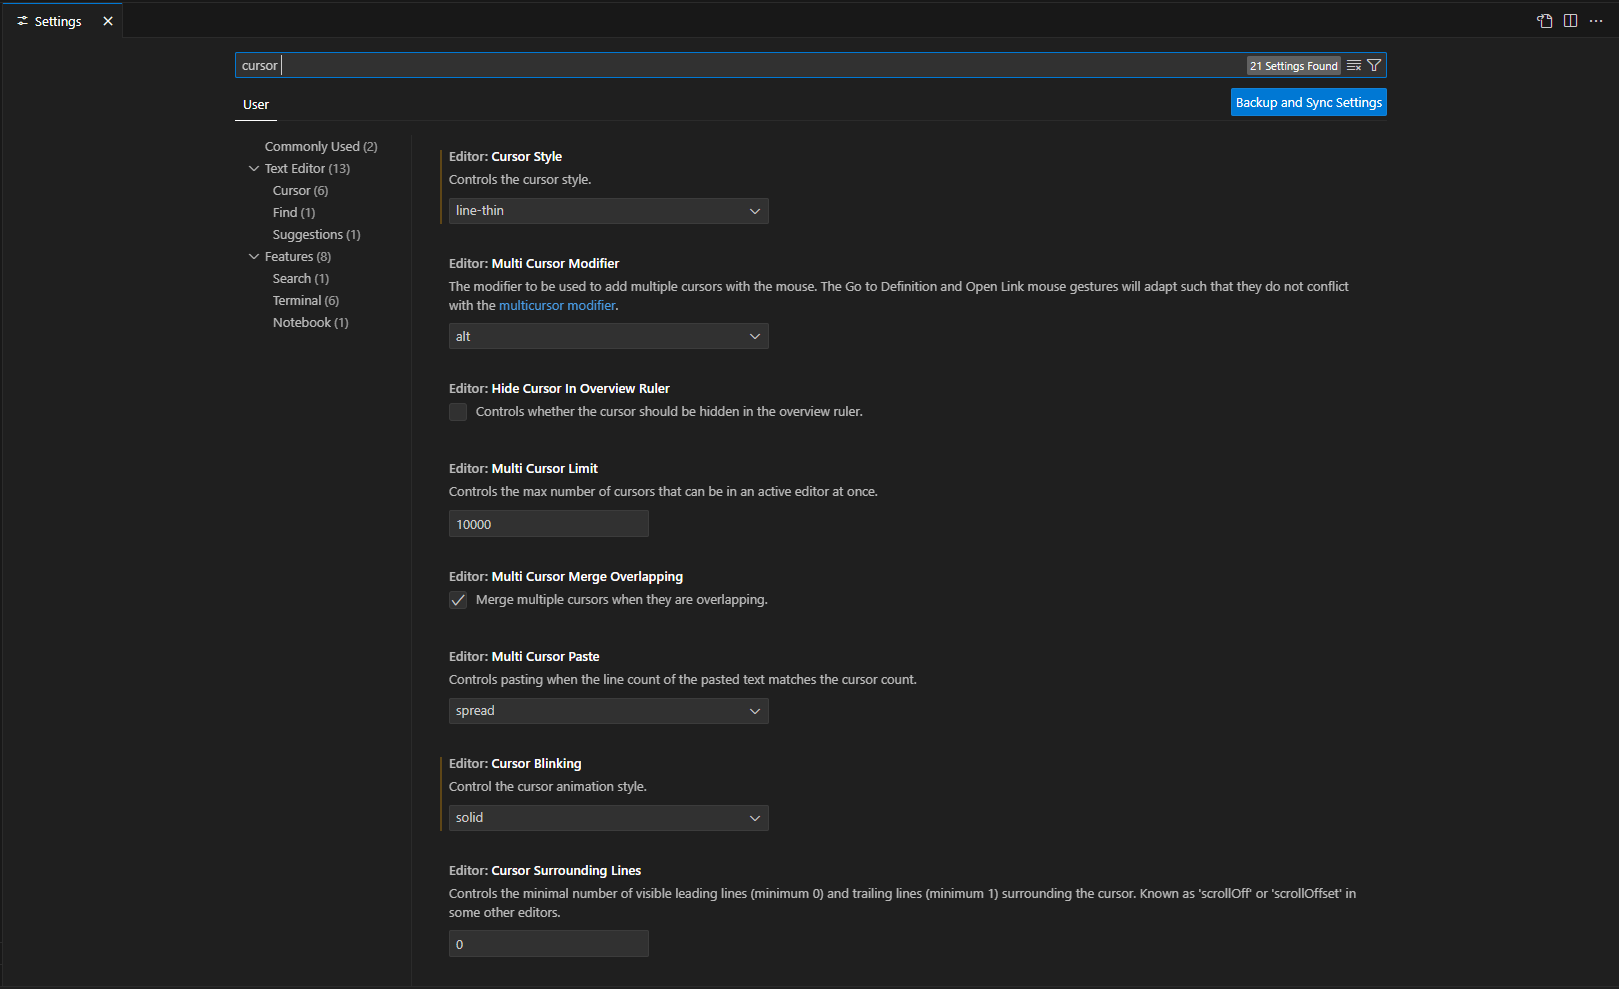 Settings
cursor
21 Settings Found
User
Backup and Sync Settings
Commonly Used (2)
Text Editor (13)
Cursor (6)
Find (1)
Suggestions (1)
Features (8)
Search (1)
Terminal (6)
Notebook (1)
Editor: Cursor Style
Controls the cursor style.
line-thin
Editor: Multi Cursor Modifier
The modifier to be used to add multiple cursors with the mouse. The Go to Definition and Open Link mouse gestures will adapt such that they do not conflict
with the multicursor modifier.
alt
Editor: Hide Cursor In Overview Ruler
Controls whether the cursor should be hidden in the overview ruler.
Editor: Multi Cursor Limit
Controls the max number of cursors that can be in an active editor at once.
10000
Editor: Multi Cursor Merge Overlapping
Merge multiple cursors when they are overlapping.
Editor: Multi Cursor Paste
Controls pasting when the line count of the pasted text matches the cursor count.
spread
Editor: Cursor Blinking
Control the cursor animation style.
solid
Editor: Cursor Surrounding Lines
Controls the minimal number of visible leading lines (minimum 0) and trailing lines (minimum 1) surrounding the cursor. Known as 'scrollOff' or 'scrollOffset' in
some other editors.
0